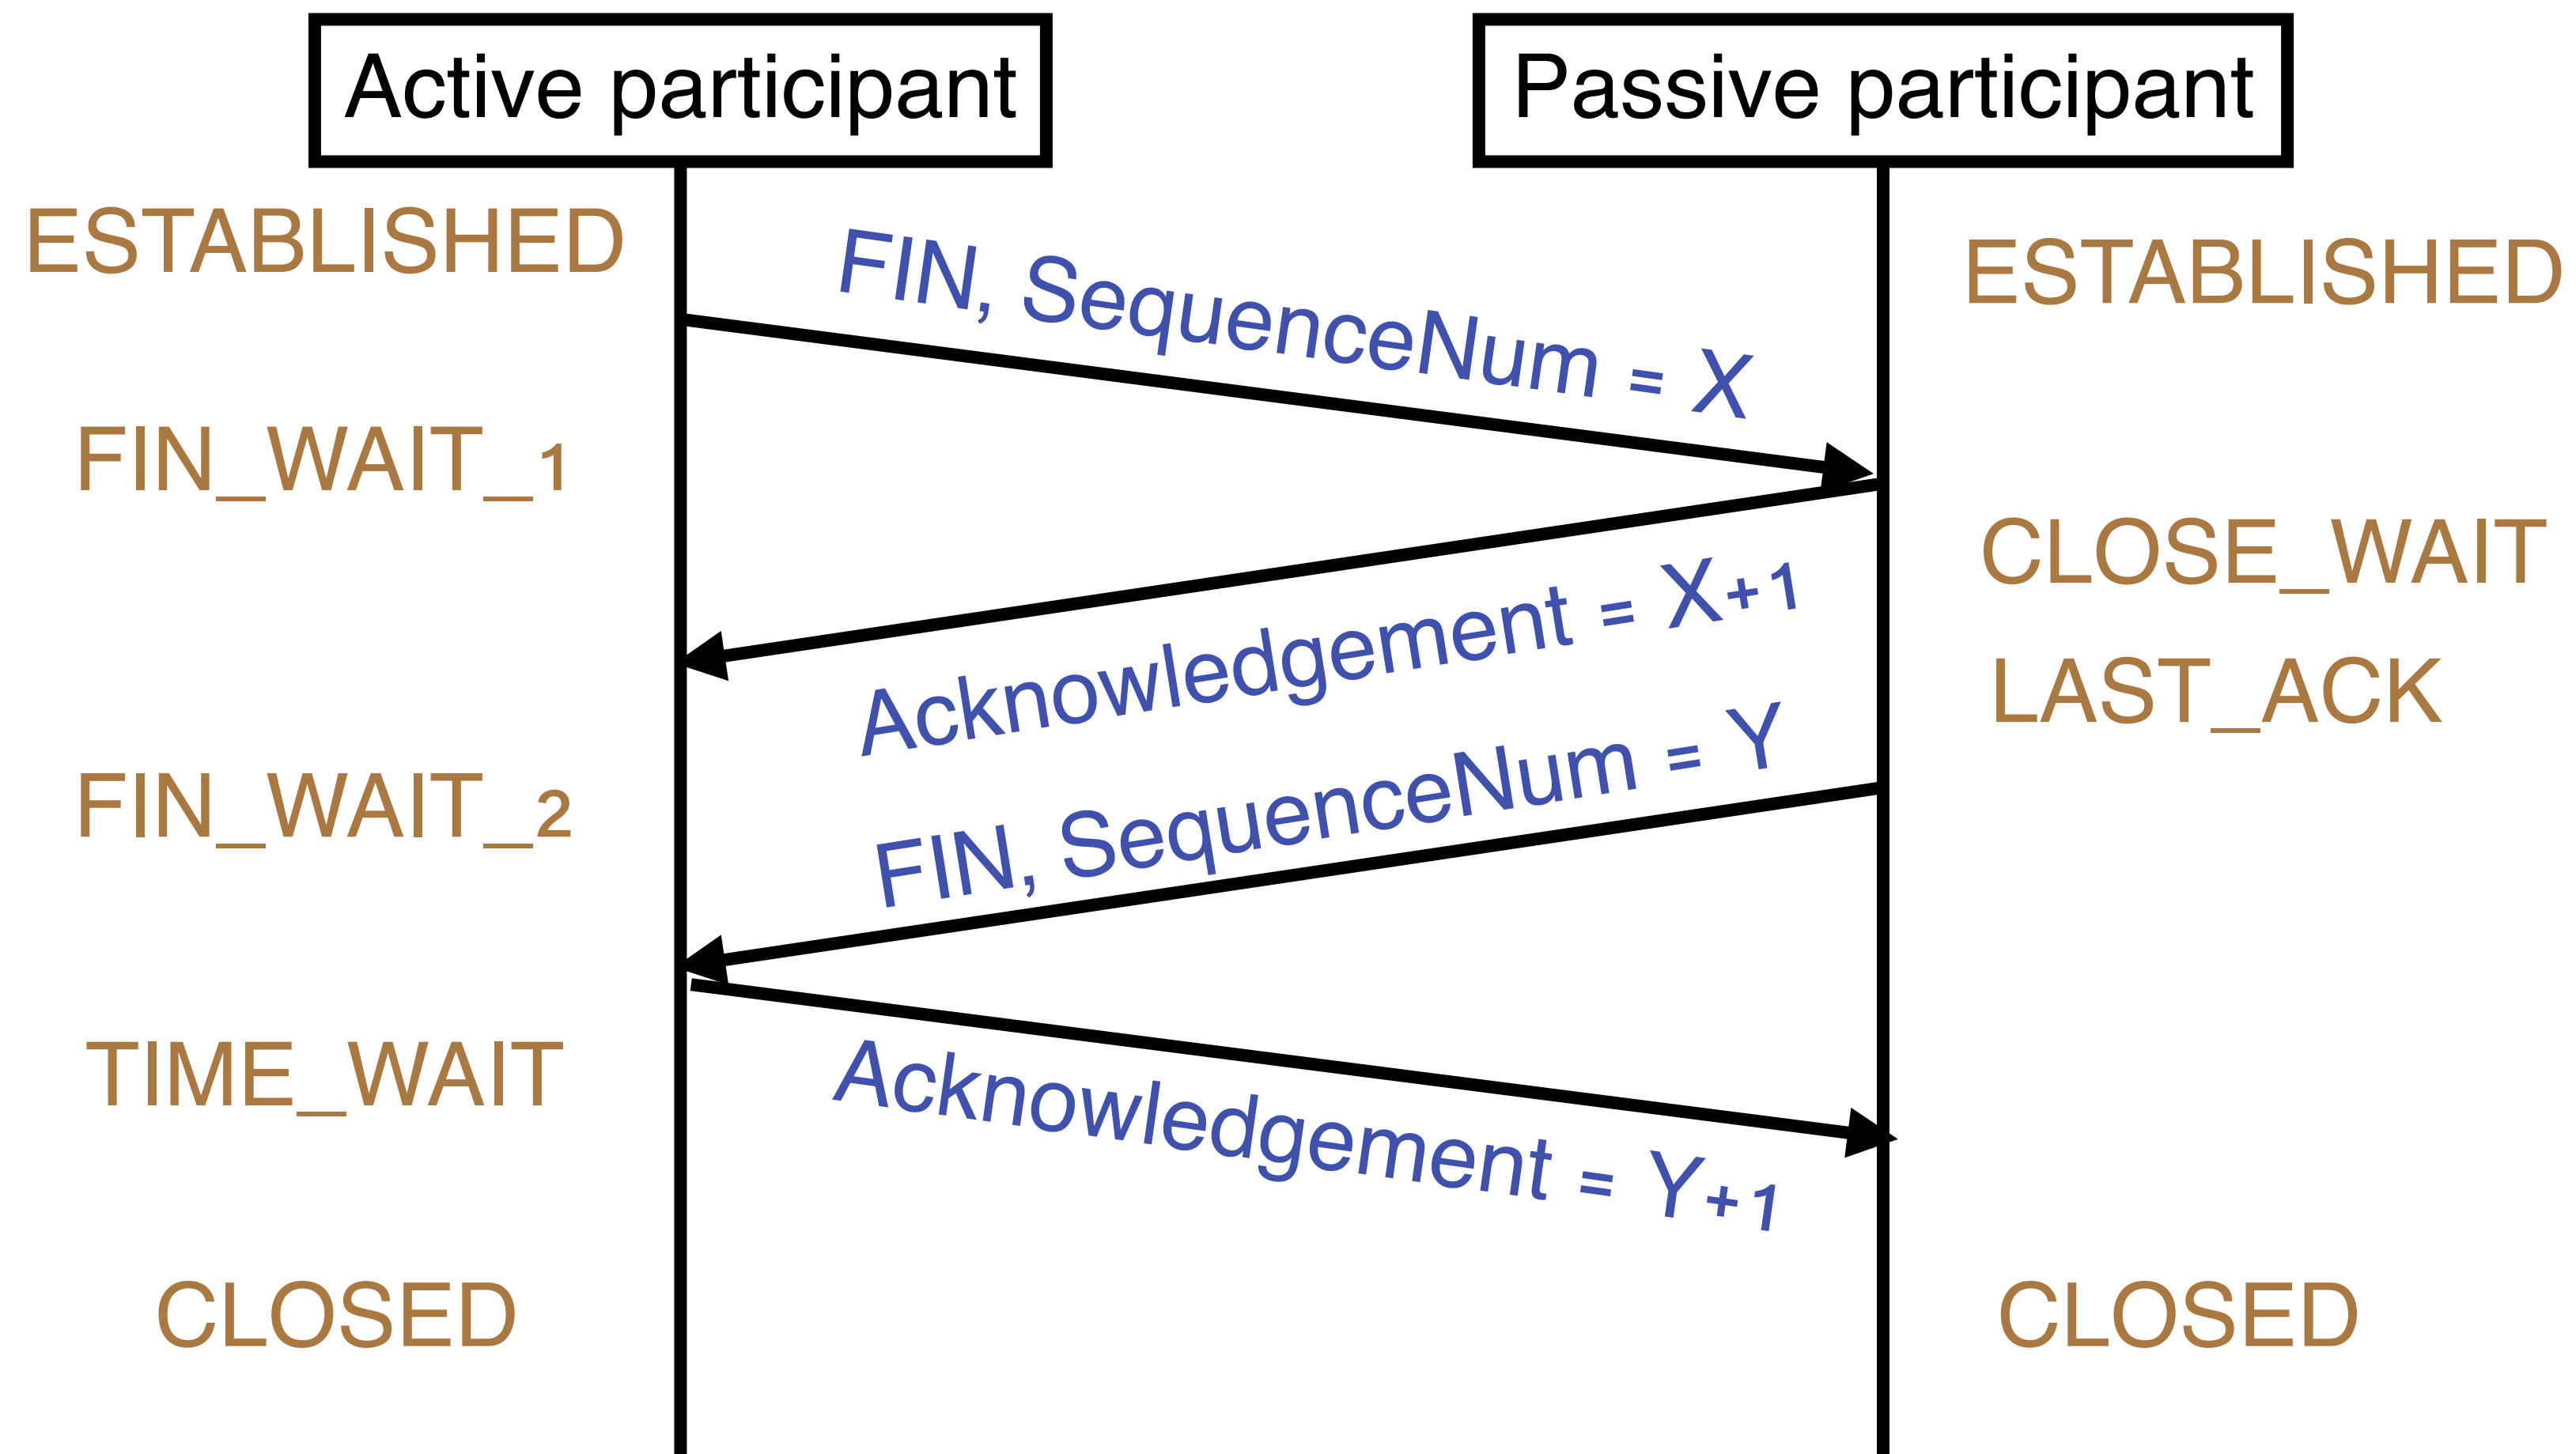 Active participant
Passive participant
ESTABLISHED
ESTABLISHED
FIN, SequenceNum = X
FIN_WAIT_1
CLOSE_WAIT
Acknowledgement = X+1
LAST_ACK
FIN, SequenceNum = Y
FIN_WAIT_2
TIME_WAIT
Acknowledgement = Y+1
CLOSED
CLOSED